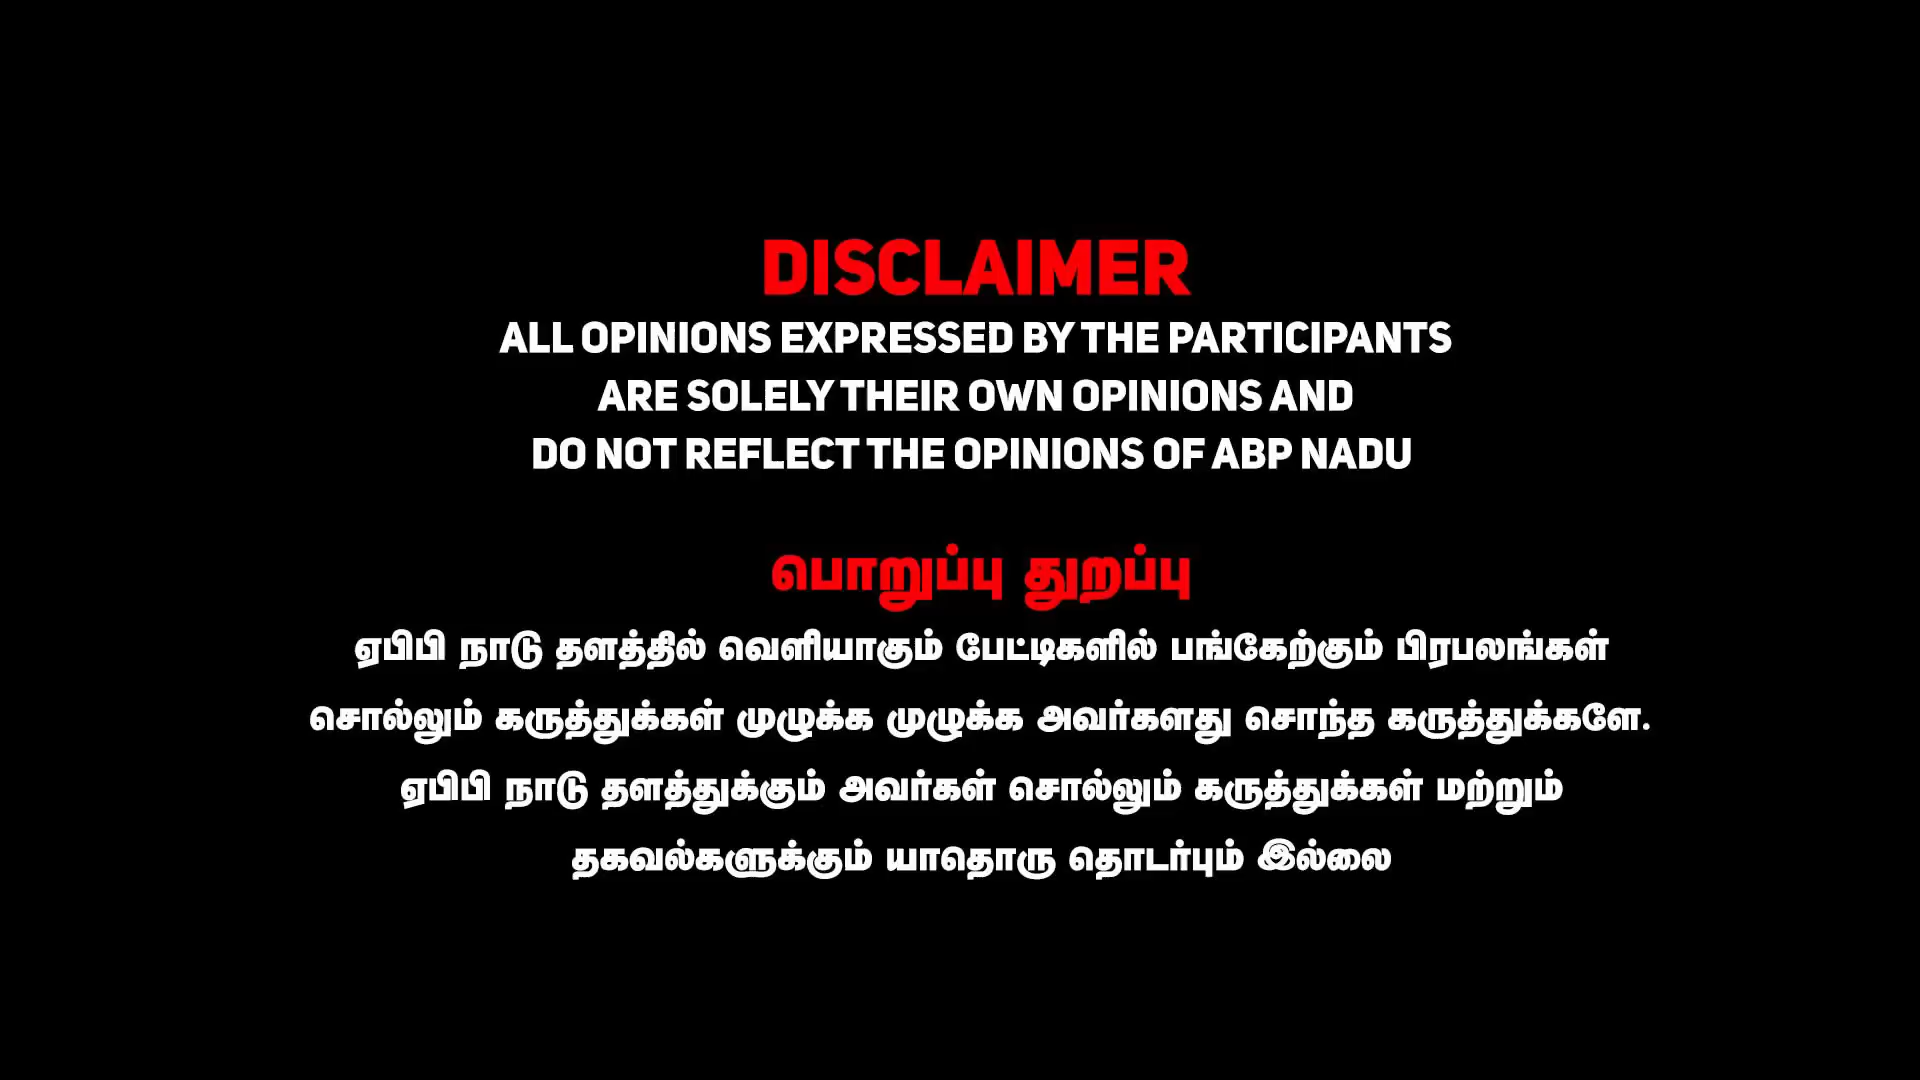 DISCLAIMER
ALL OPINIONS EXPRESSED BY THE PARTICIPANTS
ARE SOLELY THEIR OWN OPINIONS AND
DO NOT REFLECT THE OPINIONS OF ABP NADU
பொறுப்பு துறப்பு
ஏபிபி நாடு தளத்தில் வெளியாகும் பேட்டிகளில் பங்கேற்கும் பிரபலங்கள்
சொல்லும் கருத்துக்கள் முழுக்க முழுக்க அவர்களது சொந்த கருத்துக்களே.
ஏபிபி நாடு தளத்துக்கும் அவர்கள் சொல்லும் கருத்துக்கள் மற்றும்
தகவல்களுக்கும் யாதொரு தொடர்பும் இல்லை